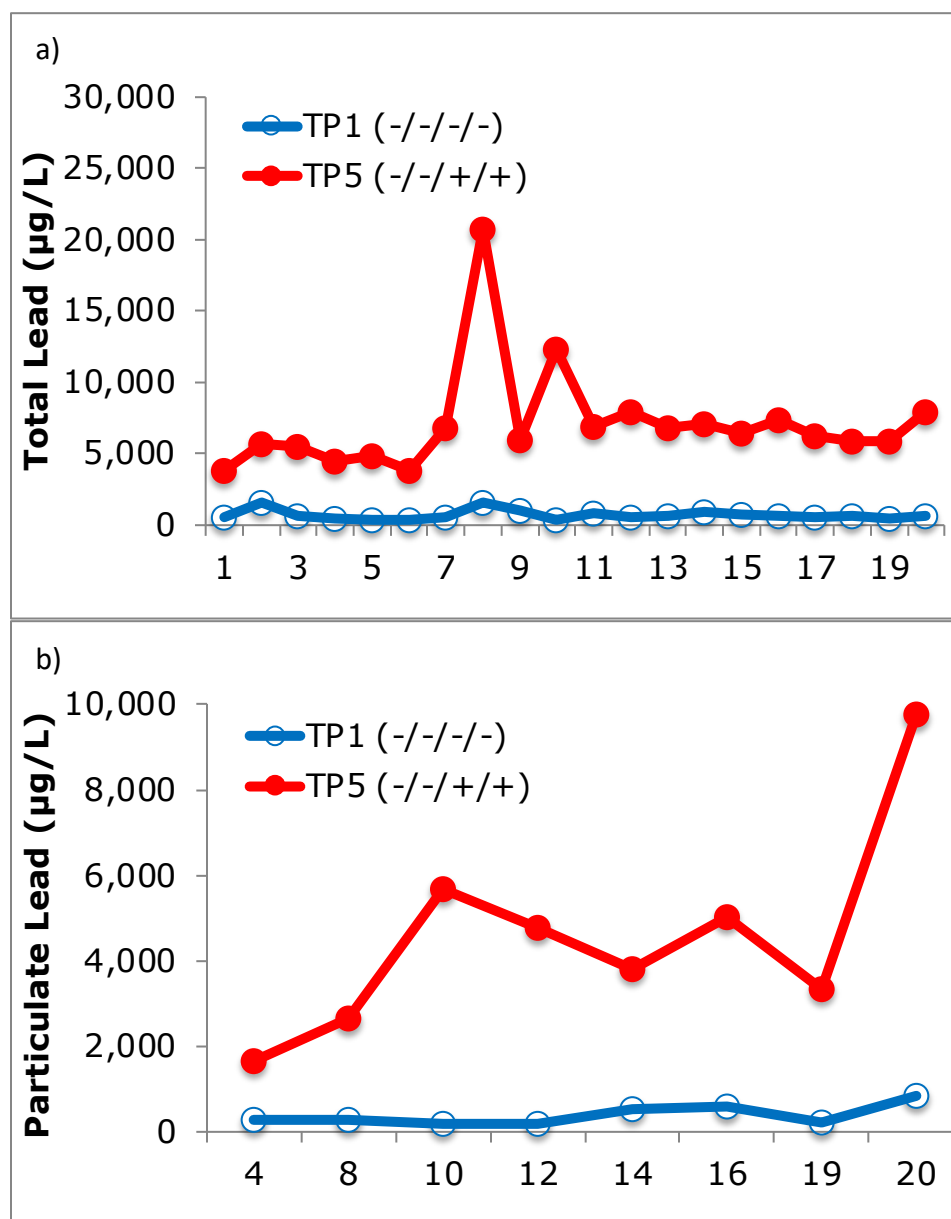 a)
30,000
25,000
20,000
15,000
10,000
5,000
0
Total Lead (µg/L)
TP1 (-/-/-/-)
TP5 (-/-/+/+)
1 3 5 7 9 11 13 15 17 19
b)
10,000
8,000
6,000
4,000
2,000
0
Particulate Lead (µg/L)
TP1 (-/-/-/-)
TP5 (-/-/+/+)
4 8 10 12 14 16 19 20